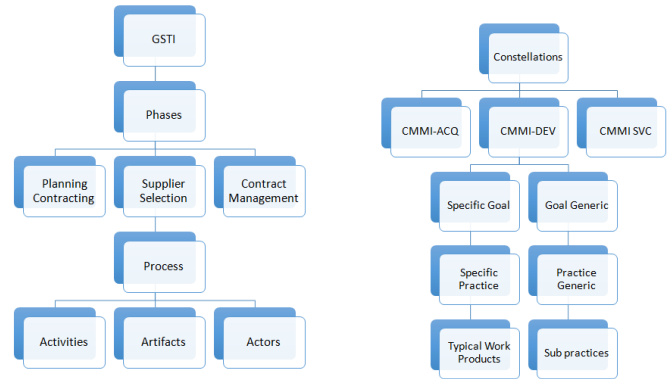 GSTI
Phases
Planning
Contracting
Supplier
Selection
Contract
Management
Process
Activities
Artifacts
Actors
Constellations
CMMI-ACQ
CMMI-DEV
CMMI SVC
Specific Goal
Goal Generic
Specific
Practice
Practice
Generic
Typical Work
Products
Sub practices